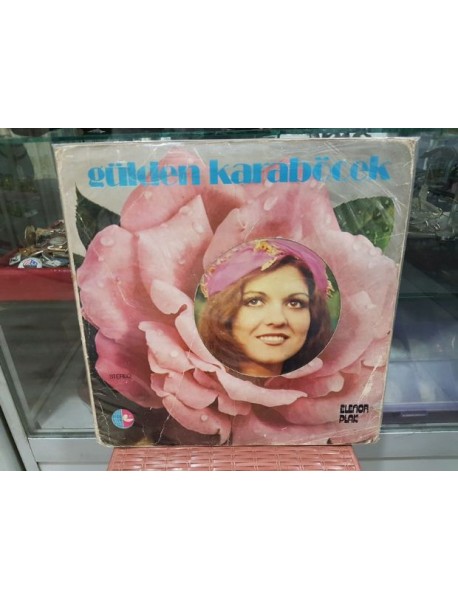 gülden karaböcek
STEREO
ELENOR
PLAK